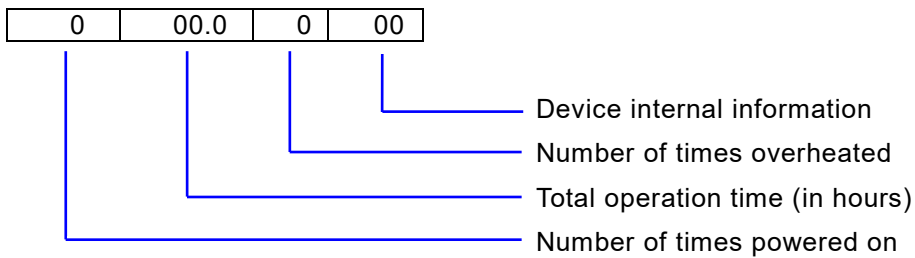 0 00.0 0 00
Device internal information
Number of times overheated
Total operation time (in hours)
Number of times powered on